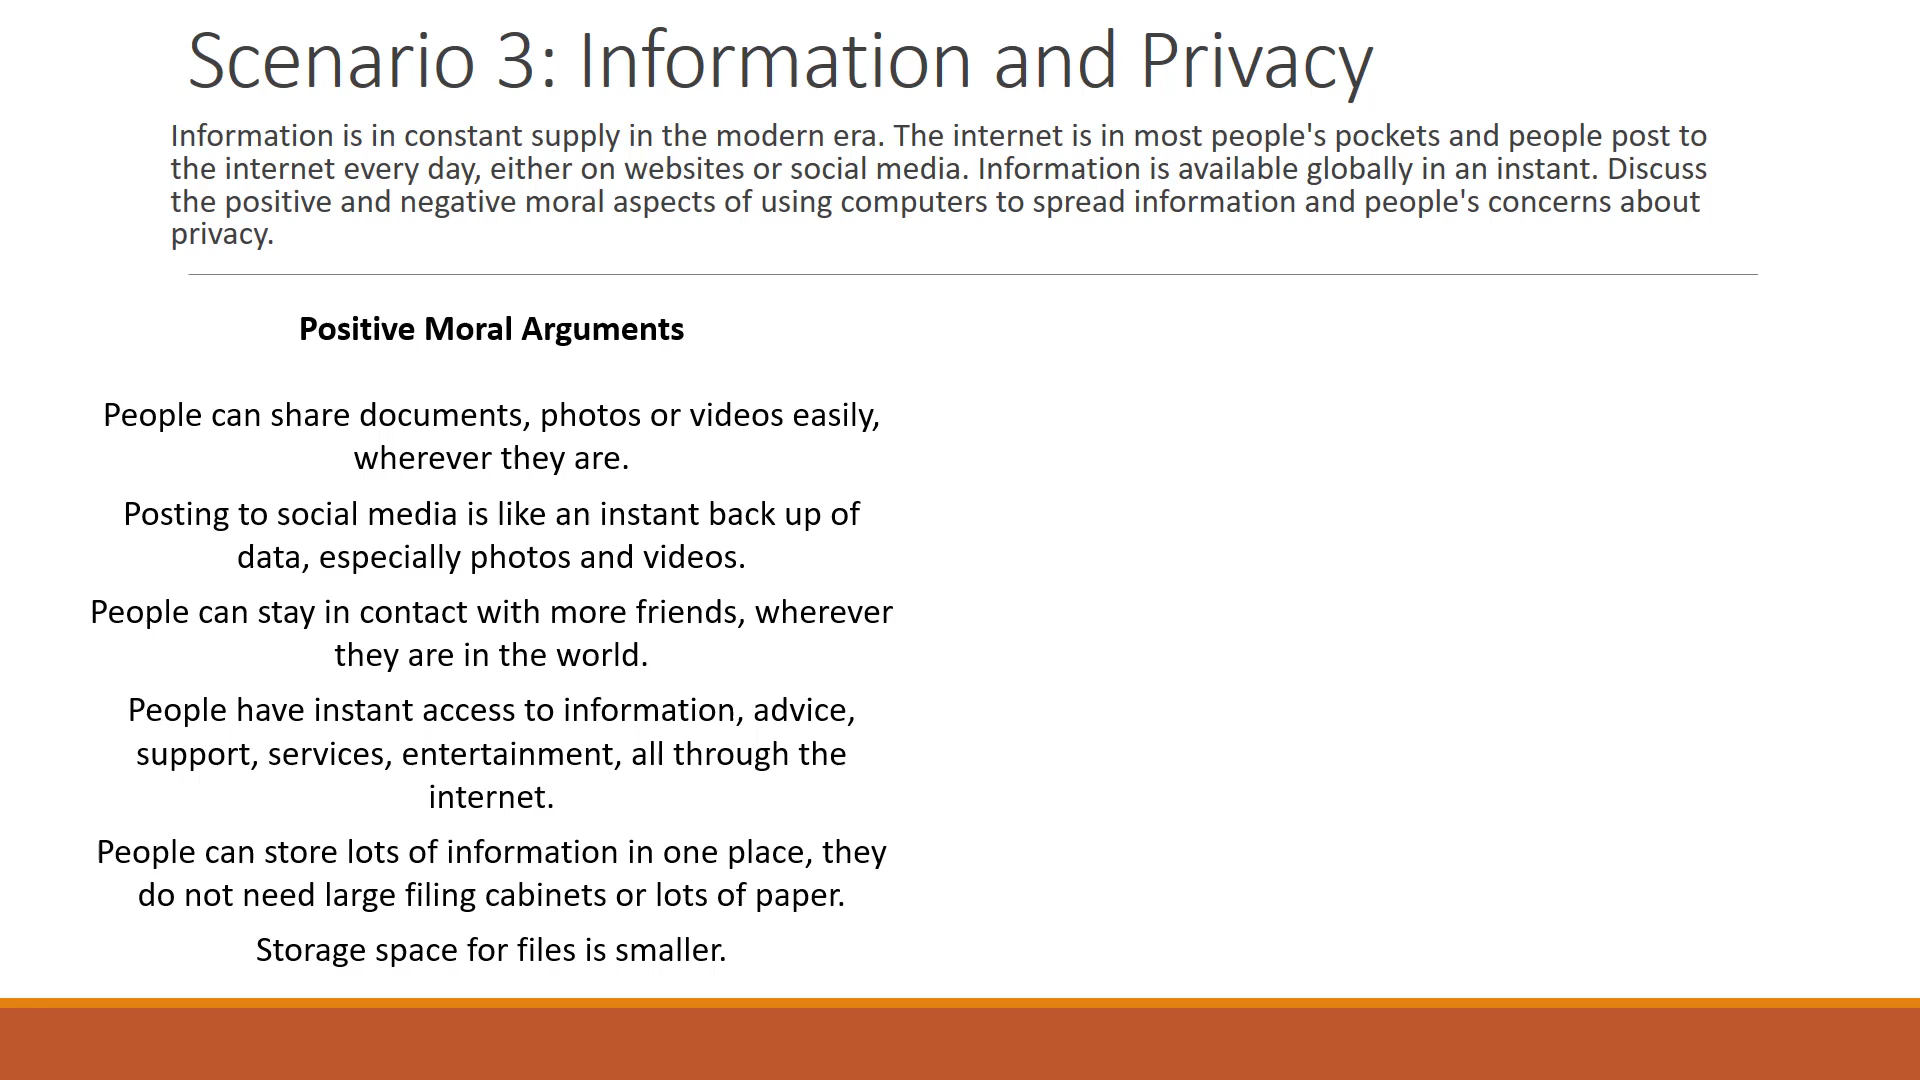 Scenario 3: Information and Privacy
Information is in constant supply in the modern era. The internet is in most people's pockets and people post to
the internet every day, either on websites or social media. Information is available globally in an instant. Discuss
the positive and negative moral aspects of using computers to spread information and people's concerns about
privacy.
Positive Moral Arguments
People can share documents, photos or videos easily,
wherever they are.
Posting to social media is like an instant back up of
data, especially photos and videos.
People can stay in contact with more friends, wherever
they are in the world.
People have instant access to information, advice,
support, services, entertainment, all through the
internet.
People can store lots of information in one place, they
do not need large filing cabinets or lots of paper.
Storage space for files is smaller.